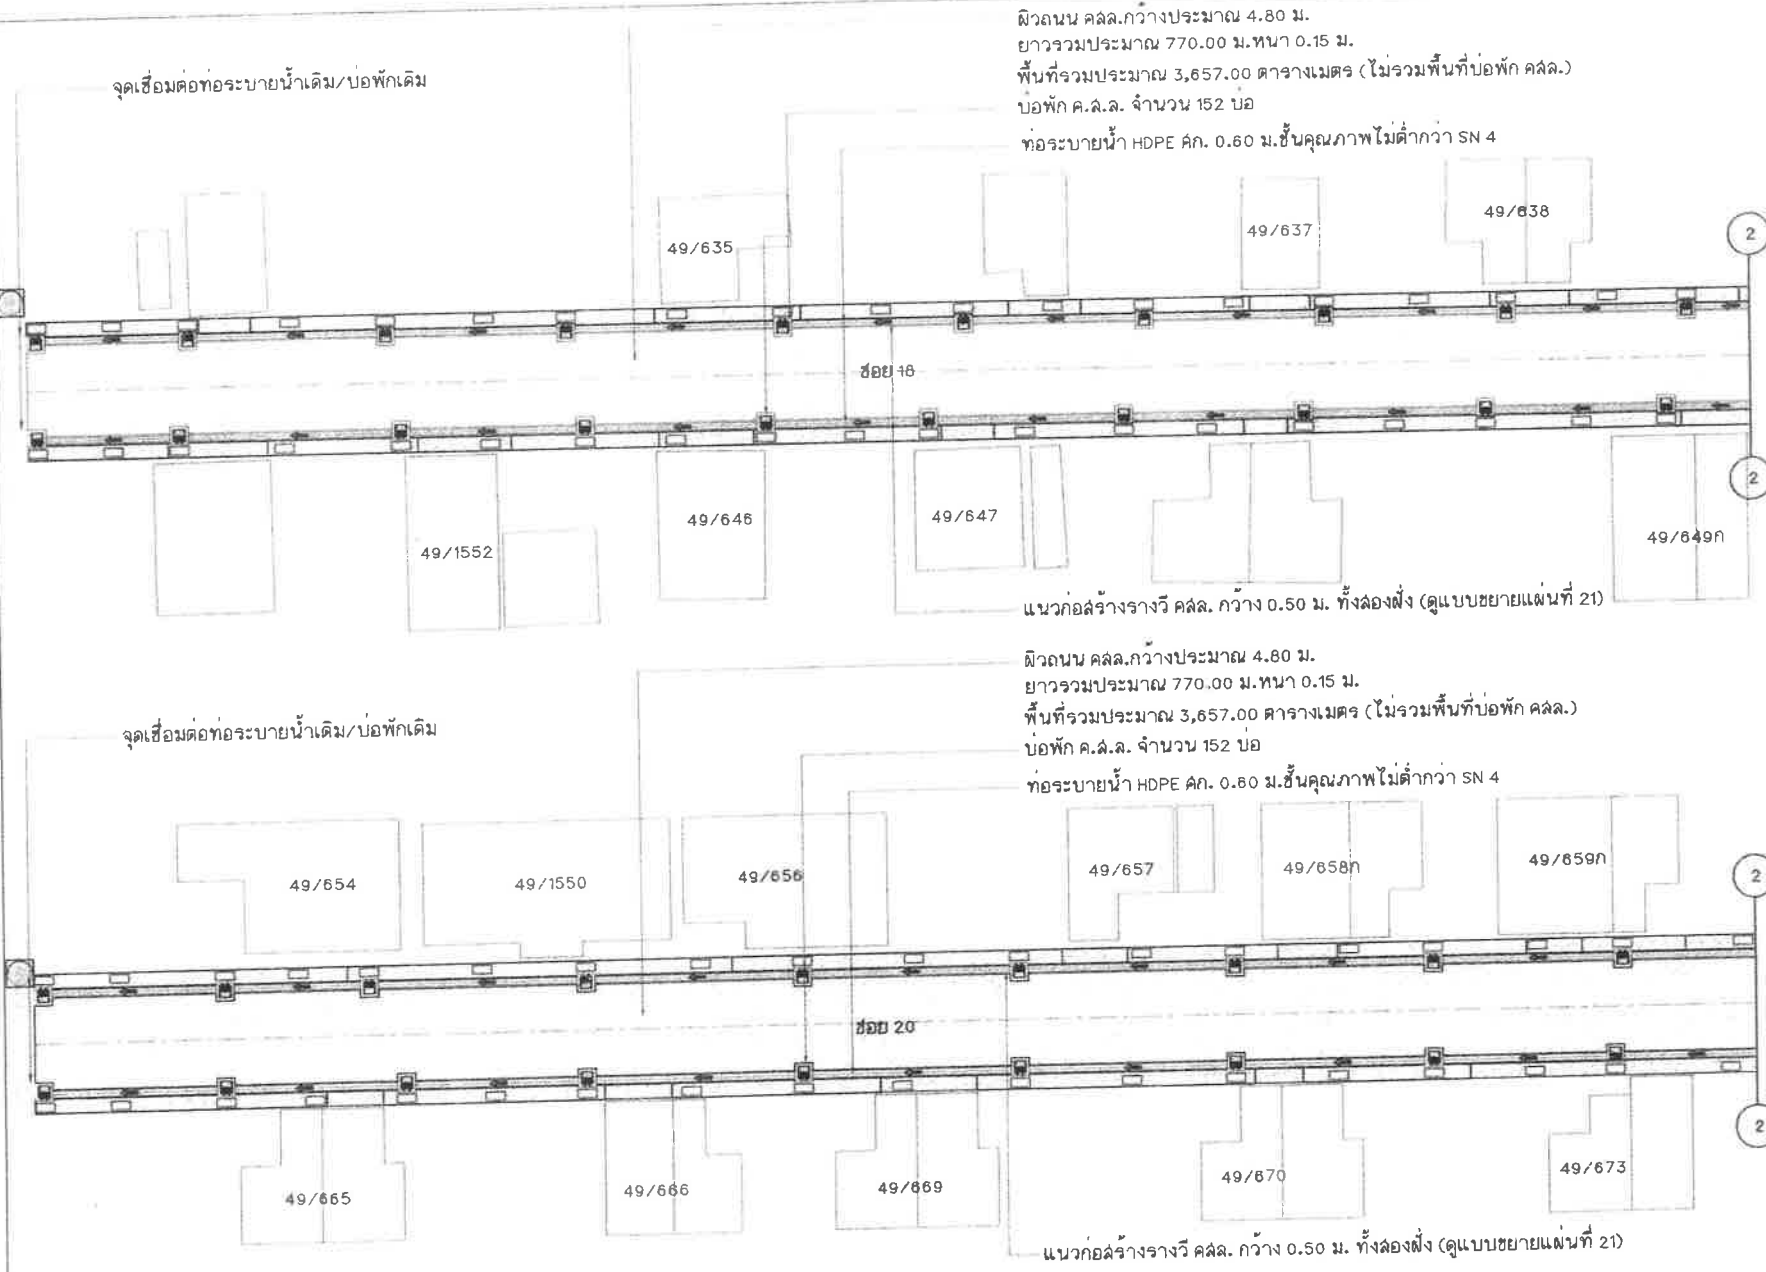 ผิวถนน คสล.กว้างประมาณ 4.80 ม.
ยาวรวมประมาณ 770.00 ม.หนา 0.15 ม.
พื้นที่รวมประมาณ 3,657.00 ตารางเมตร (ไม่รวมพื้นที่บ่อพัก คสล.)
บ่อพัก ค.ส.ล. จำนวน 152 บ่อ
ท่อระบายน้ำ HDPE ศก. 0.60 ม.ชั้นคุณภาพไม่ต่ำกว่า SN 4
จุดเชื่อมต่อท่อระบายน้ำเดิม/บ่อพักเดิม
49/635
49/637
49/638
2
ซอย 18
2
49/1552
49/646
49/647
49/649ก
แนวก่อสร้างรางวี คสล. กว้าง 0.50 ม. ทั้งสองฝั่ง (ดูแบบขยายแผ่นที่ 21)
ผิวถนน คสล.กว้างประมาณ 4.80 ม.
ยาวรวมประมาณ 770.00 ม.หนา 0.15 ม.
พื้นที่รวมประมาณ 3,657.00 ตารางเมตร (ไม่รวมพื้นที่บ่อพัก คสล.)
บ่อพัก ค.ส.ล. จำนวน 152 บ่อ
ท่อระบายน้ำ HDPE ศก. 0.60 ม.ชั้นคุณภาพไม่ต่ำกว่า SN 4
จุดเชื่อมต่อท่อระบายน้ำเดิม/บ่อพักเดิม
49/654
49/1550
49/656
49/657
49/658ก
49/659ก
2
ซอย 20
2
49/665
49/666
49/669
49/670
49/673
แนวก่อสร้างรางวี คสล. กว้าง 0.50 ม. ทั้งสองฝั่ง (ดูแบบขยายแผ่นที่ 21)